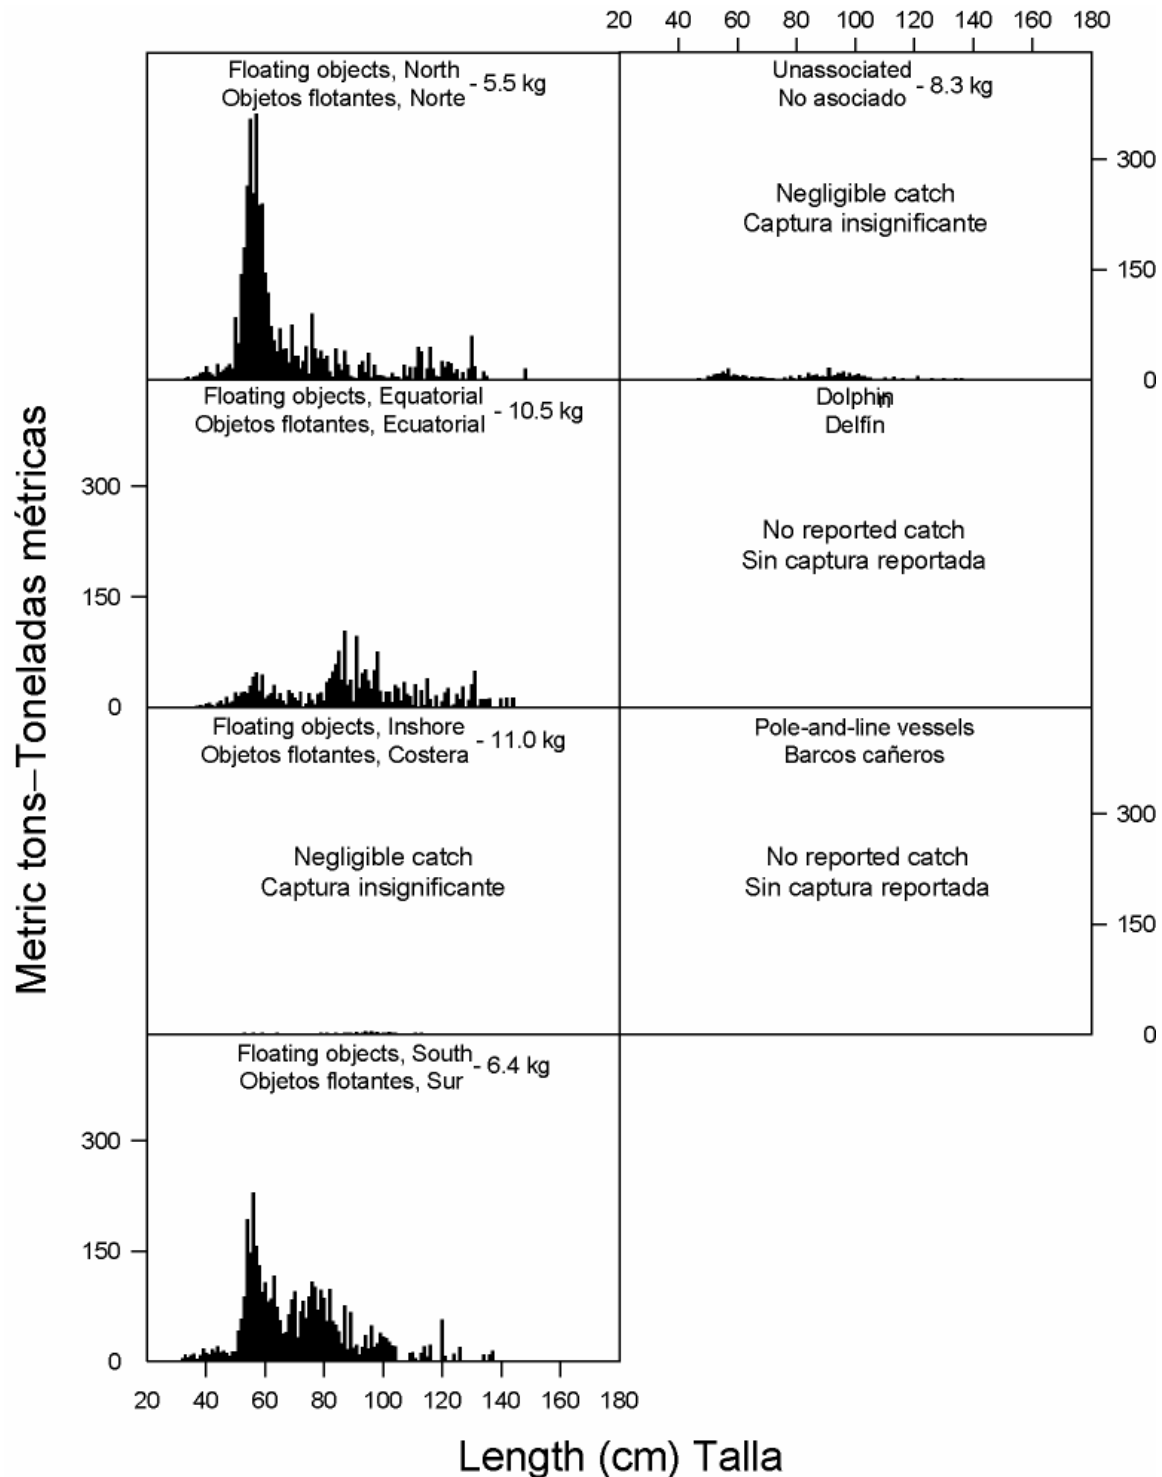 20 40 60 80 100 120 140 160 180
Floating objects, North
Objetos flotantes, Norte
- 5.5 kg
Unassociated
No asociado
- 8.3 kg
Negligible catch
Captura insignificante
300
150
0
Floating objects, Equatorial
Objetos flotantes, Ecuatorial
- 10.5 kg
300
150
0
Dolphin
Delfín
No reported catch
Sin captura reportada
Floating objects, Inshore
Objetos flotantes, Costera
- 11.0 kg
Negligible catch
Captura insignificante
Pole-and-line vessels
Barcos cañeros
No reported catch
Sin captura reportada
300
150
0
Floating objects, South
Objetos flotantes, Sur
- 6.4 kg
300
150
0
20 40 60 80 100 120 140 160 180
Metric tons–Toneladas métricas
Length (cm) Talla